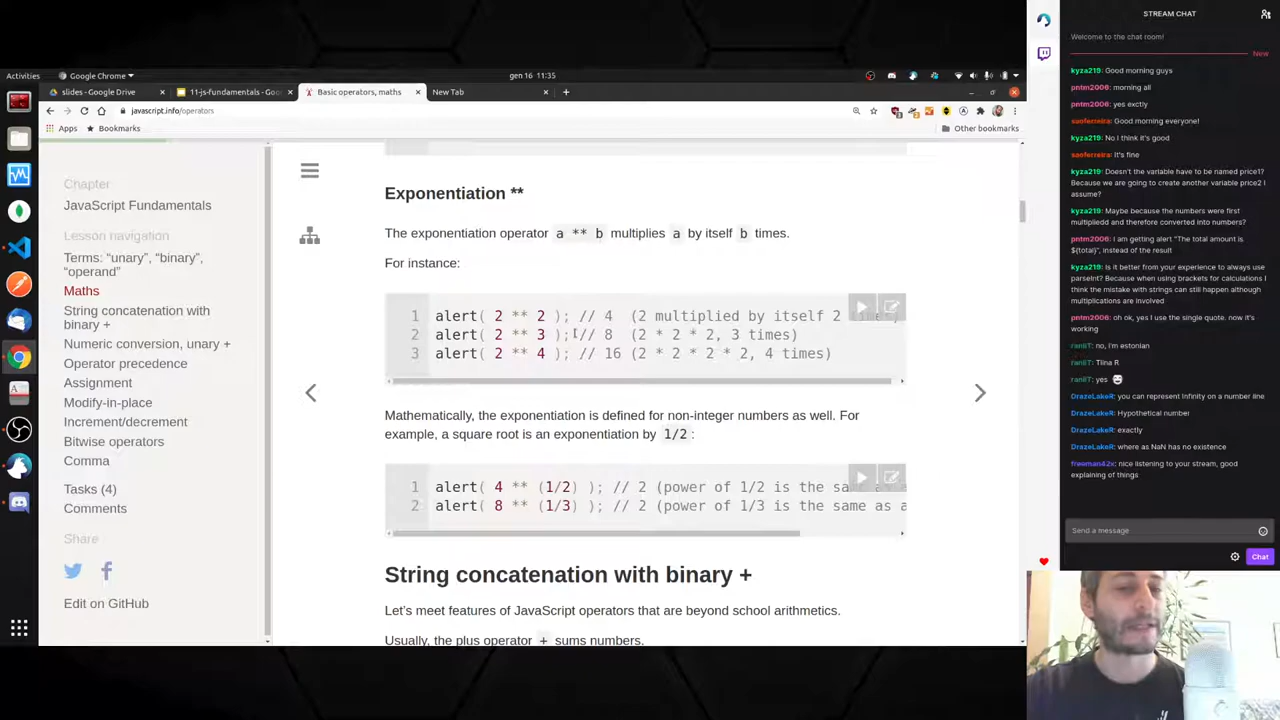 Activities
Google Chrome
gen 16 11:35
slides - Google Drive
11-js-fundamentals - Goo
Basic operators, maths
New Tab
javascript.info/operators
Apps
Bookmarks
Other bookmarks
Chapter
JavaScript Fundamentals
Lesson navigation
Terms: “unary”, “binary”,
“operand”
Maths
String concatenation with
binary +
Numeric conversion, unary +
Operator precedence
Assignment
Modify-in-place
Increment/decrement
Bitwise operators
Comma
Tasks (4)
Comments
Share
Edit on GitHub
Exponentiation **
The exponentiation operator a ** b multiplies a by itself b times.
For instance:
1 alert( 2 ** 2 ); // 4 (2 multiplied by itself 2 times)
2 alert( 2 ** 3 ); // 8 (2 * 2 * 2, 3 times)
3 alert( 2 ** 4 ); // 16 (2 * 2 * 2 * 2, 4 times)
Mathematically, the exponentiation is defined for non-integer numbers as well. For
example, a square root is an exponentiation by 1/2:
1 alert( 4 ** (1/2) ); // 2 (power of 1/2 is the same a
2 alert( 8 ** (1/3) ); // 2 (power of 1/3 is the same as a
String concatenation with binary +
Let’s meet features of JavaScript operators that are beyond school arithmetics.
Usually, the plus operator + sums numbers.
STREAM CHAT
Welcome to the chat room!
New
kyza219: Good morning guys
pntm2006: morning all
pntm2006: yes exctly
saoferreira: Good morning everyone!
kyza219: No I think it's good
saoferreira: It's fine
kyza219: Doesn't the variable have to be named price1?
Because we are going to create another variable price2 I
assume?
kyza219: Maybe because the numbers were first
multiplied and therefore converted into numbers?
pntm2006: I am getting alert "The total amount is
${total}", instead of the result
kyza219: Is it better from your experience to always use
parseInt? Because when using brackets for calculations I
think the mistake with strings can still happen although
multiplications are involved
pntm2006: oh ok, yes I use the single quote. now it's
working
raniiT: no, i'm estonian
raniiT: Tiina R
raniiT: yes
DrazeLakeR: you can represent infinity on a number line
DrazeLakeR: Hypothetical number
DrazeLakeR: exactly
DrazeLakeR: where as NaN has no existence
freeman42x: nice listening to your stream, good
explaining of things
Send a message
Chat